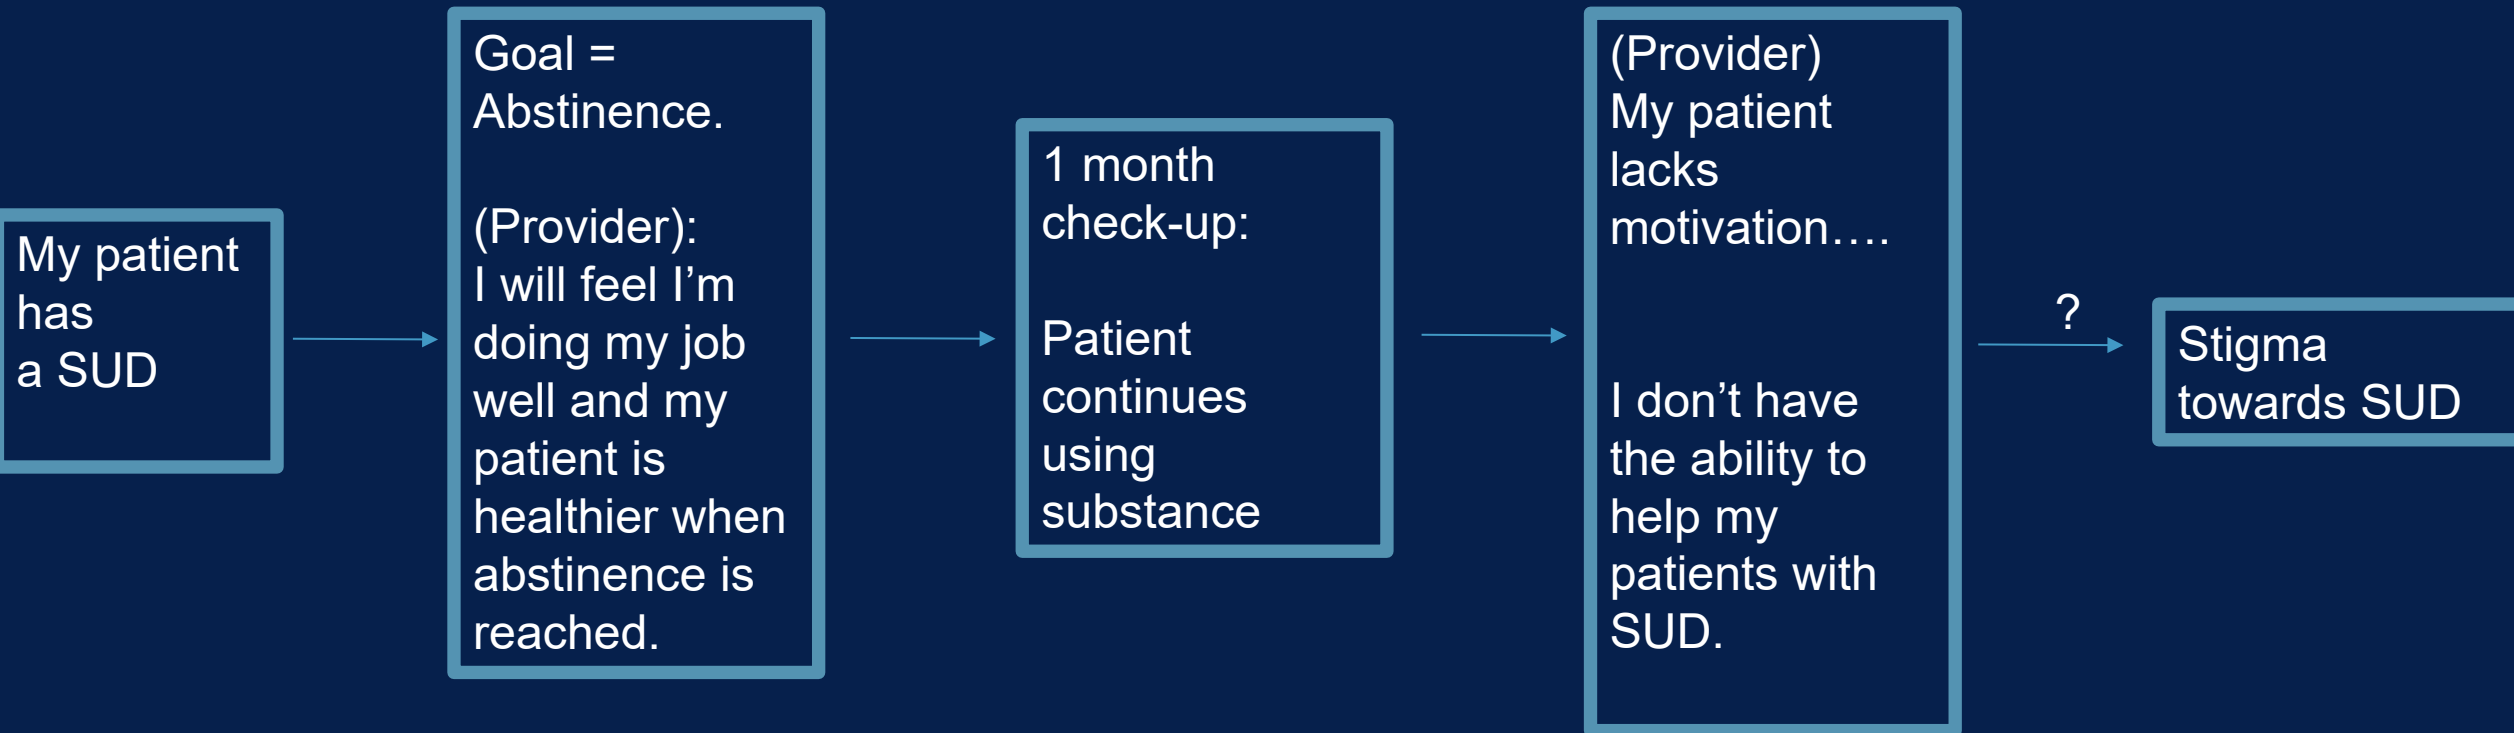 My patient
has
a SUD
Goal =
Abstinence.
(Provider):
I will feel I’m
doing my job
well and my
patient is
healthier when
abstinence is
reached.
1 month
check-up:
Patient
continues
using
substance
(Provider)
My patient
lacks
motivation….
I don’t have
the ability to
help my
patients with
SUD.
?
Stigma
towards SUD